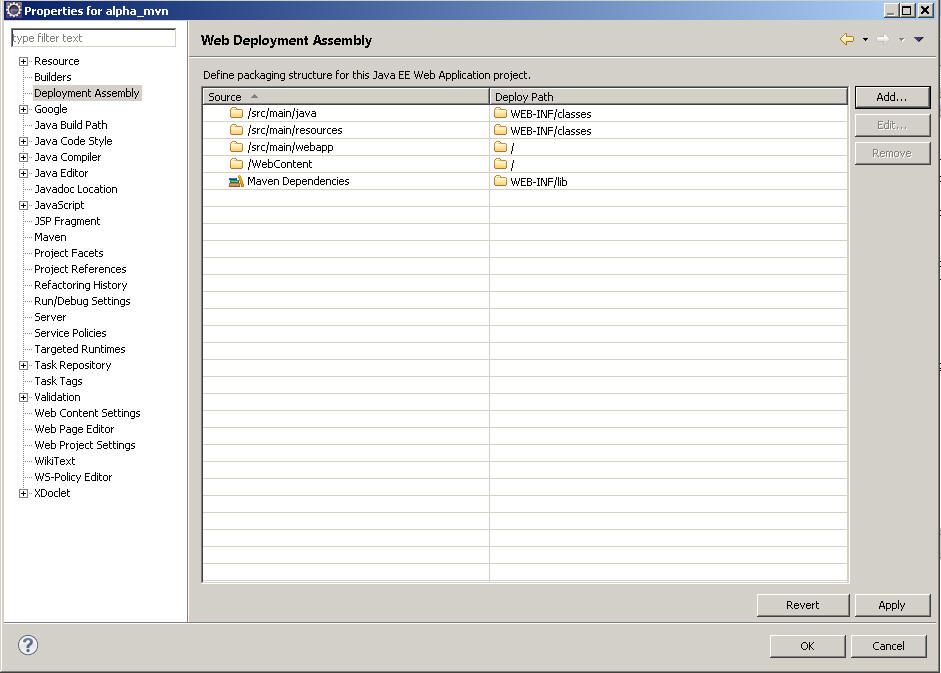 Properties for alpha_mvn
type filter text
Resource
Builders
Deployment Assembly
Google
Java Build Path
Java Code Style
Java Compiler
Java Editor
Javadoc Location
JavaScript
JSP Fragment
Maven
Project Facets
Project References
Refactoring History
Run/Debug Settings
Server
Service Policies
Targeted Runtimes
Task Repository
Task Tags
Validation
Web Content Settings
Web Page Editor
Web Project Settings
WikiText
WS-Policy Editor
XDoclet
Web Deployment Assembly
Define packaging structure for this Java EE Web Application project.
Source Deploy Path
/src/main/java WEB-INF/classes
/src/main/resources WEB-INF/classes
/src/main/webapp /
/WebContent /
Maven Dependencies WEB-INF/lib
Add...
Edit...
Remove
Revert Apply
? OK Cancel